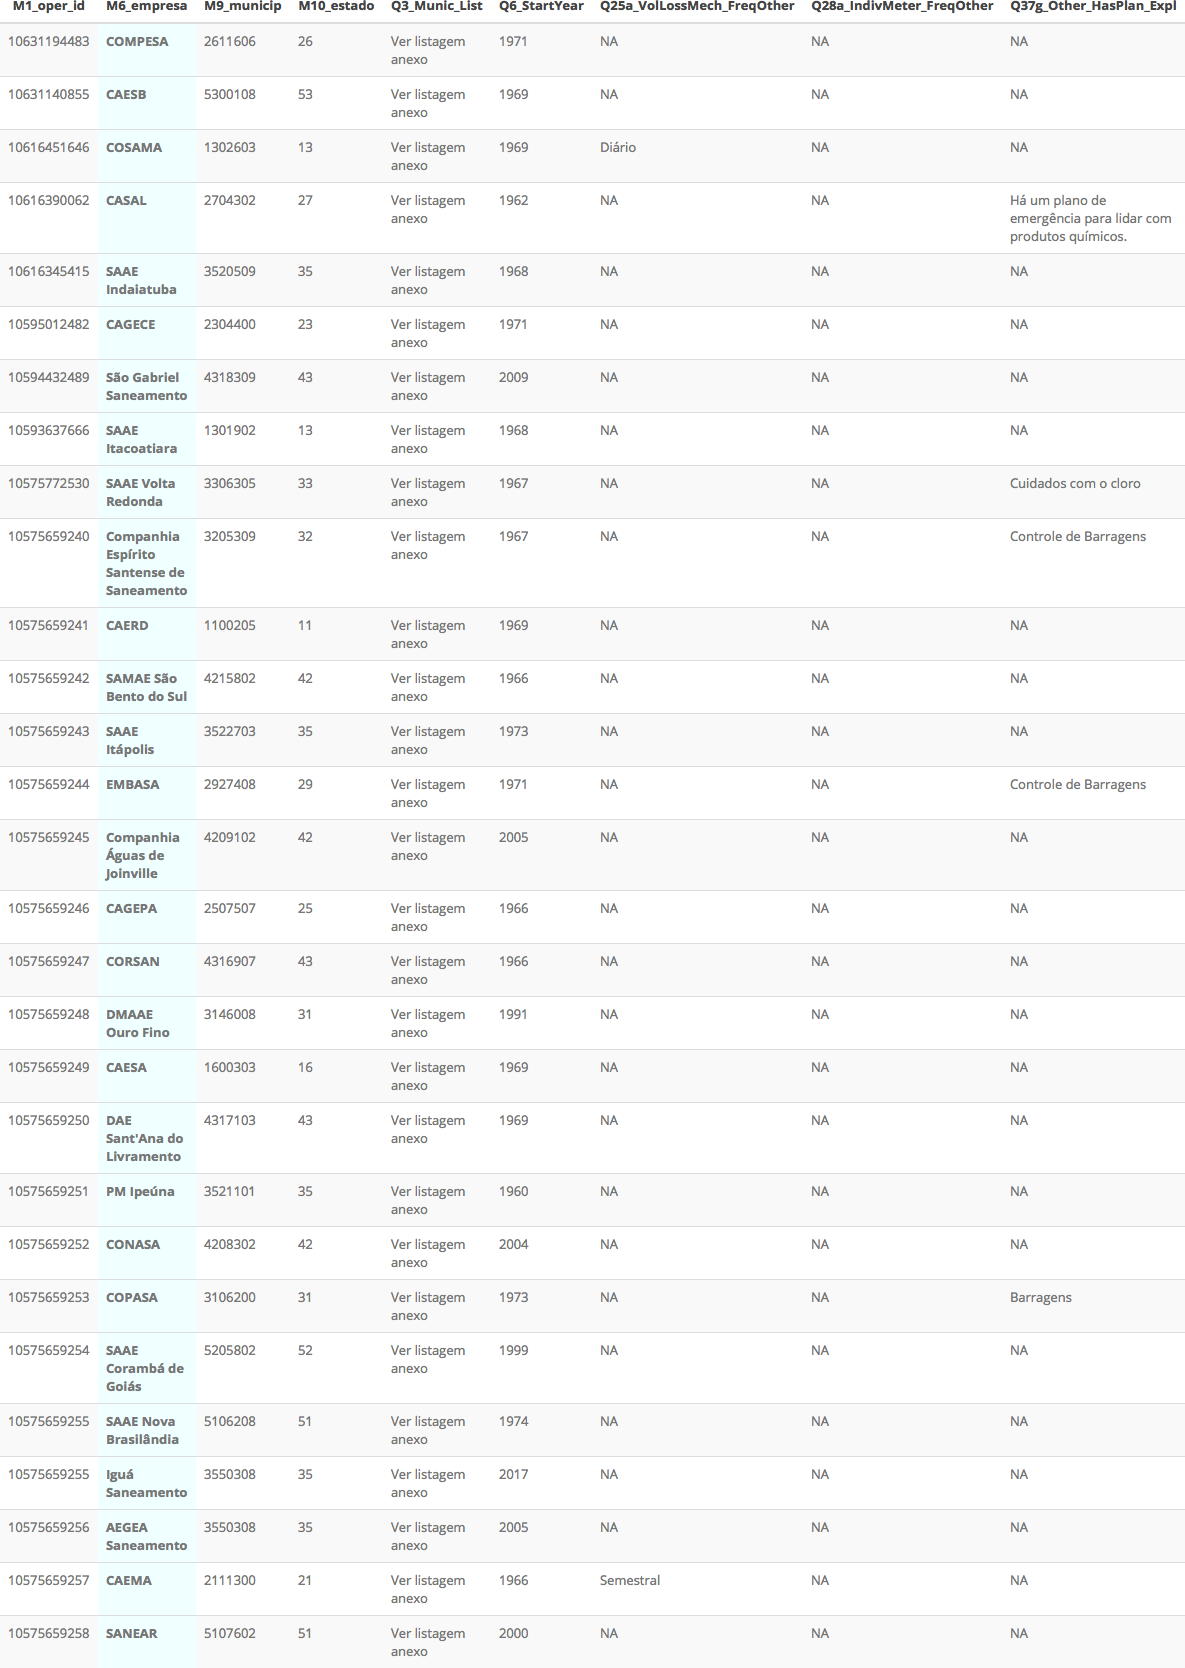 M1_oper_id M6_empresa M9_municip M10_estado Q3_Munic_List Q6_StartYear Q25a_VolLossMech_FreqOther Q28a_IndivMeter_FreqOther Q37g_Other_HasPlan_Expl
10631194483 COMPESA 2611606 26 Ver listagem 1971 NA NA NA
anexo
10631140855 CAESB 5300108 53 Ver listagem 1969 NA NA NA
anexo
10616451646 COSAMA 1302603 13 Ver listagem 1969 Diário NA NA
anexo
10616390062 CASAL 2704302 27 Ver listagem 1962 NA NA Há um plano de
anexo emergência para lidar com
produtos químicos.
10616345415 SAAE 3520509 35 Ver listagem 1968 NA NA NA
Indaiatuba anexo
10595012482 CAGECE 2304400 23 Ver listagem 1971 NA NA NA
anexo
10594432489 São Gabriel 4318309 43 Ver listagem 2009 NA NA NA
Saneamento anexo
10593637666 SAAE 1301902 13 Ver listagem 1968 NA NA NA
Itacoatiara anexo
10575772530 SAAE Volta 3306305 33 Ver listagem 1967 NA NA Cuidados com o cloro
Redonda anexo
10575659240 Companhia 3205309 32 Ver listagem 1967 NA NA Controle de Barragens
Espírito anexo
Santense de
Saneamento
10575659241 CAERD 1100205 11 Ver listagem 1969 NA NA NA
anexo
10575659242 SAMAE São 4215802 42 Ver listagem 1966 NA NA NA
Bento do Sul anexo
10575659243 SAAE 3522703 35 Ver listagem 1973 NA NA NA
Itápolis anexo
10575659244 EMBASA 2927408 29 Ver listagem 1971 NA NA Controle de Barragens
anexo
10575659245 Companhia 4209102 42 Ver listagem 2005 NA NA NA
Águas de anexo
Joinville
10575659246 CAGEPA 2507507 25 Ver listagem 1966 NA NA NA
anexo
10575659247 CORSAN 4316907 43 Ver listagem 1966 NA NA NA
anexo
10575659248 DMAAE 3146008 31 Ver listagem 1991 NA NA NA
Ouro Fino anexo
10575659249 CAESA 1600303 16 Ver listagem 1969 NA NA NA
anexo
10575659250 DAE 4317103 43 Ver listagem 1969 NA NA NA
Sant'Ana do anexo
Livramento
10575659251 PM Ipeúna 3521101 35 Ver listagem 1960 NA NA NA
anexo
10575659252 CONASA 4208302 42 Ver listagem 2004 NA NA NA
anexo
10575659253 COPASA 3106200 31 Ver listagem 1973 NA NA Barragens
anexo
10575659254 SAAE 5205802 52 Ver listagem 1999 NA NA NA
Corambá de anexo
Goiás
10575659255 SAAE Nova 5106208 51 Ver listagem 1974 NA NA NA
Brasilândia anexo
10575659255 Iguá 3550308 35 Ver listagem 2017 NA NA NA
Saneamento anexo
10575659256 AEGEA 3550308 35 Ver listagem 2005 NA NA NA
Saneamento anexo
10575659257 CAEMA 2111300 21 Ver listagem 1966 Semestral NA NA
anexo
10575659258 SANEAR 5107602 51 Ver listagem 2000 NA NA NA
anexo